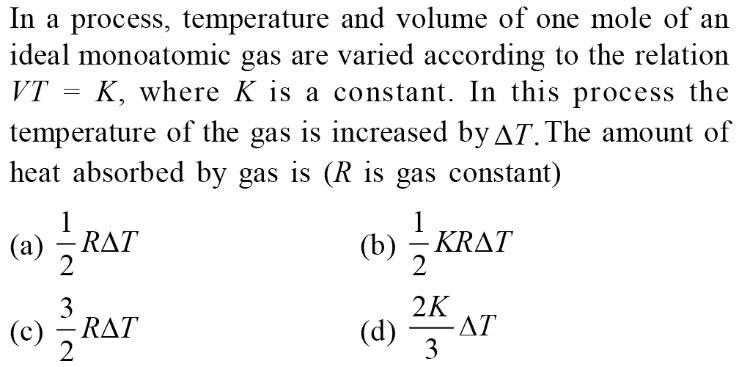 In a process, temperature and volume of one mole of an
ideal monoatomic gas are varied according to the relation
VT = K, where K is a constant. In this process the
temperature of the gas is increased by ΔT. The amount of
heat absorbed by gas is (R is gas constant)
(a) 1/2 RΔT (b) 1/2 KRΔT
(c) 3/2 RΔT (d) 2K/3 ΔT